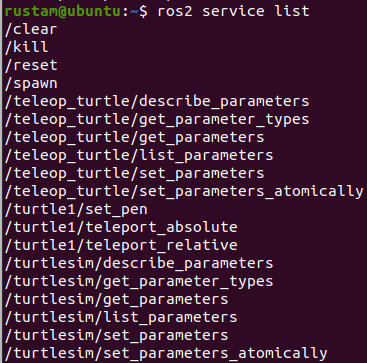 rustam@ubuntu:~$ ros2 service list
/clear
/kill
/reset
/spawn
/teleop_turtle/describe_parameters
/teleop_turtle/get_parameter_types
/teleop_turtle/get_parameters
/teleop_turtle/list_parameters
/teleop_turtle/set_parameters
/teleop_turtle/set_parameters_atomically
/turtle1/set_pen
/turtle1/teleport_absolute
/turtle1/teleport_relative
/turtlesim/describe_parameters
/turtlesim/get_parameter_types
/turtlesim/get_parameters
/turtlesim/list_parameters
/turtlesim/set_parameters
/turtlesim/set_parameters_atomically